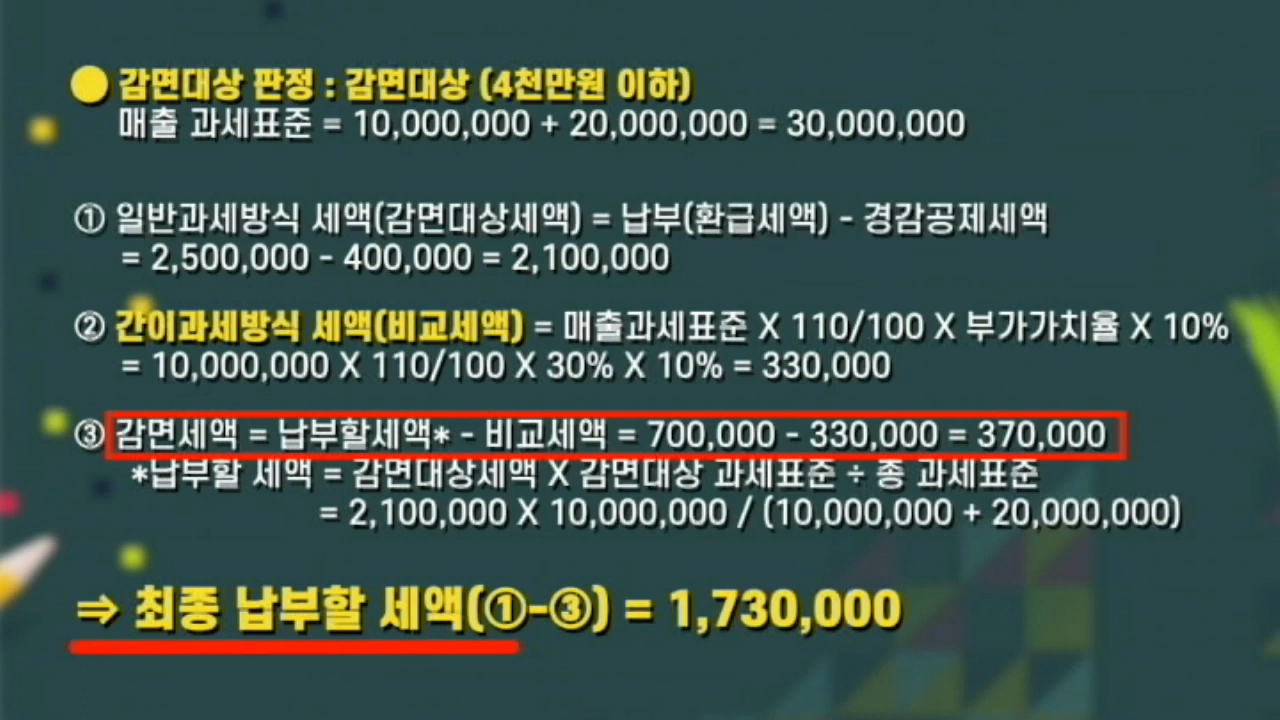 감면대상 판정 : 감면대상 (4천만원 이하)
매출 과세표준 = 10,000,000 + 20,000,000 = 30,000,000
① 일반과세방식 세액(감면대상세액) = 납부(환급세액) - 경감공제세액
= 2,500,000 - 400,000 = 2,100,000
② 간이과세방식 세액(비교세액) = 매출과세표준 X 110/100 X 부가가치율 X 10%
= 10,000,000 X 110/100 X 30% X 10% = 330,000
③ 감면세액 = 납부할세액* - 비교세액 = 700,000 - 330,000 = 370,000
*납부할 세액 = 감면대상세액 X 감면대상 과세표준 ÷ 총 과세표준
= 2,100,000 X 10,000,000 / (10,000,000 + 20,000,000)
⇒ 최종 납부할 세액(①-③) = 1,730,000